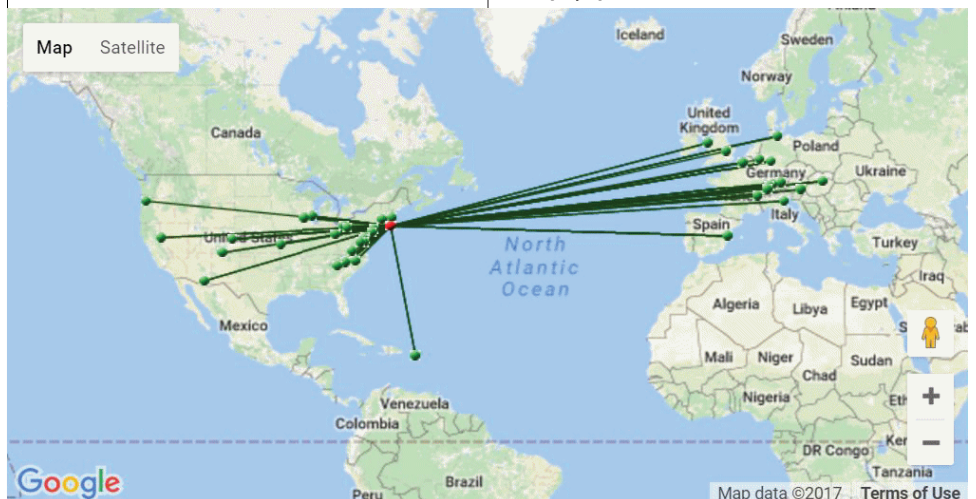 Map Satellite
Iceland
Sweden
Norway
United
Kingdom
Canada
Poland
Germany
Ukraine
United States
Spain
Italy
Turkey
North
Atlantic
Ocean
Iraq
Mexico
Algeria
Libya
Egypt
Mali
Niger
Sudan
Chad
Nigeria
Venezuela
Colombia
DR Congo
Tanzania
Brazil
Peru
Google
Map data ©2017
Terms of Use